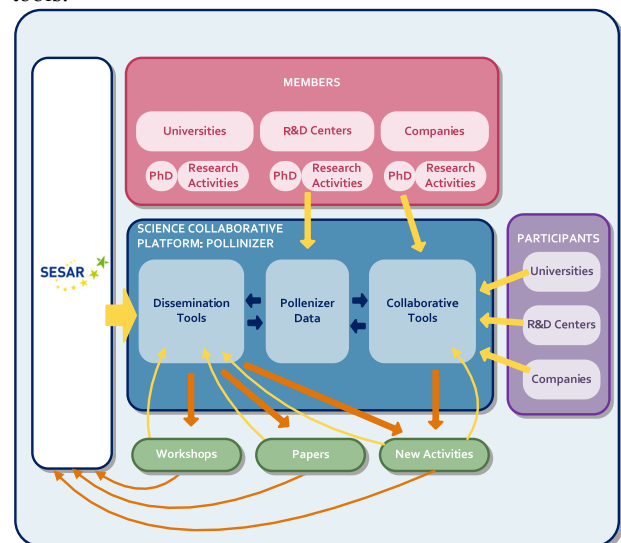 tools.
MEMBERS
Universities
R&D Centers
Companies
PhD
Research
Activities
PhD
Research
Activities
PhD
Research
Activities
SCIENCE COLLABORATIVE
PLATFORM: POLLINIZER
PARTICIPANTS
SESAR
Dissemination
Tools
Pollenizer
Data
Collaborative
Tools
Universities
R&D Centers
Companies
Workshops
Papers
New Activities